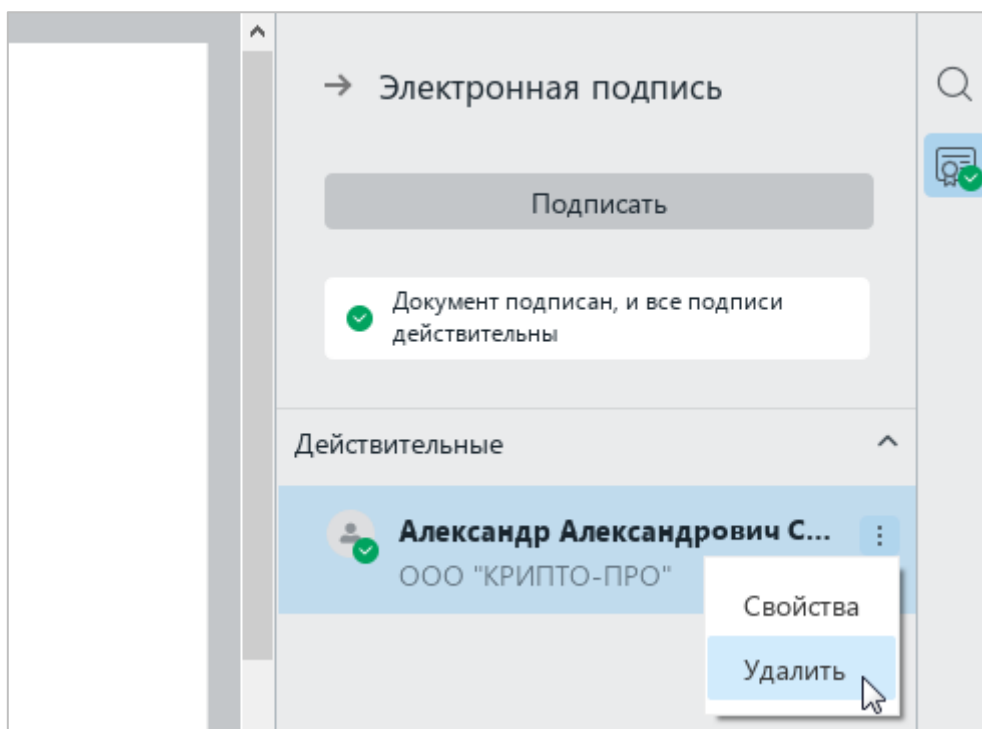 Электронная подпись
Подписать
Документ подписан, и все подписи
действительны
Действительные
Александр Александрович С...
ООО "КРИПТО-ПРО"
Свойства
Удалить